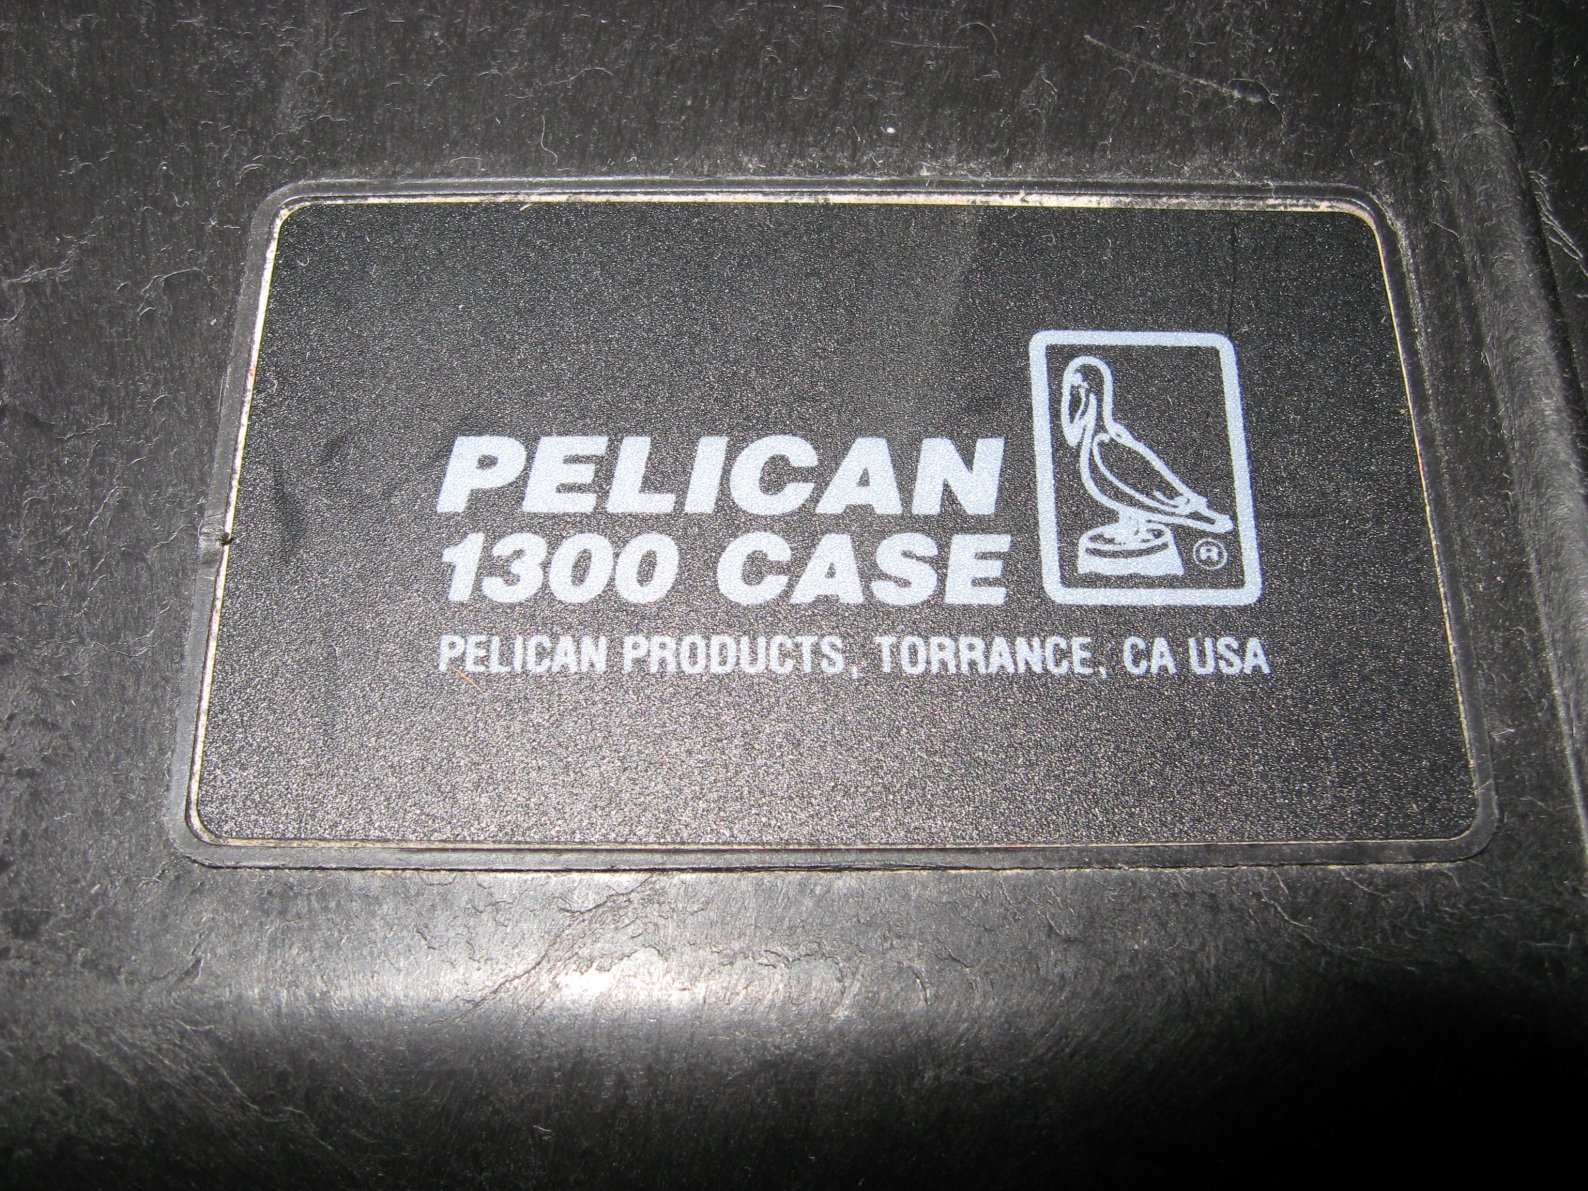 PELICAN
1300 CASE
®
PELICAN PRODUCTS, TORRANCE, CA USA